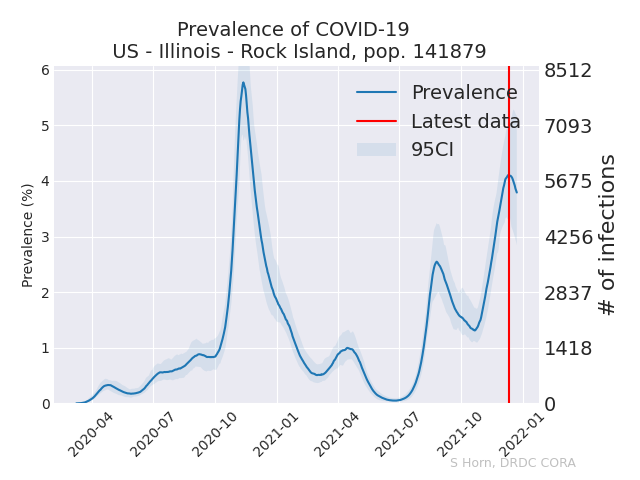 Prevalence of COVID-19
US - Illinois - Rock Island, pop. 141879
Prevalence
Latest data
95CI
Prevalence (%)
6
5
4
3
2
1
0
8512
7093
5675
4256
2837
1418
0
# of infections
2020-04
2020-07
2020-10
2021-01
2021-04
2021-07
2021-10
2022-01
S Horn, DRDC CORA